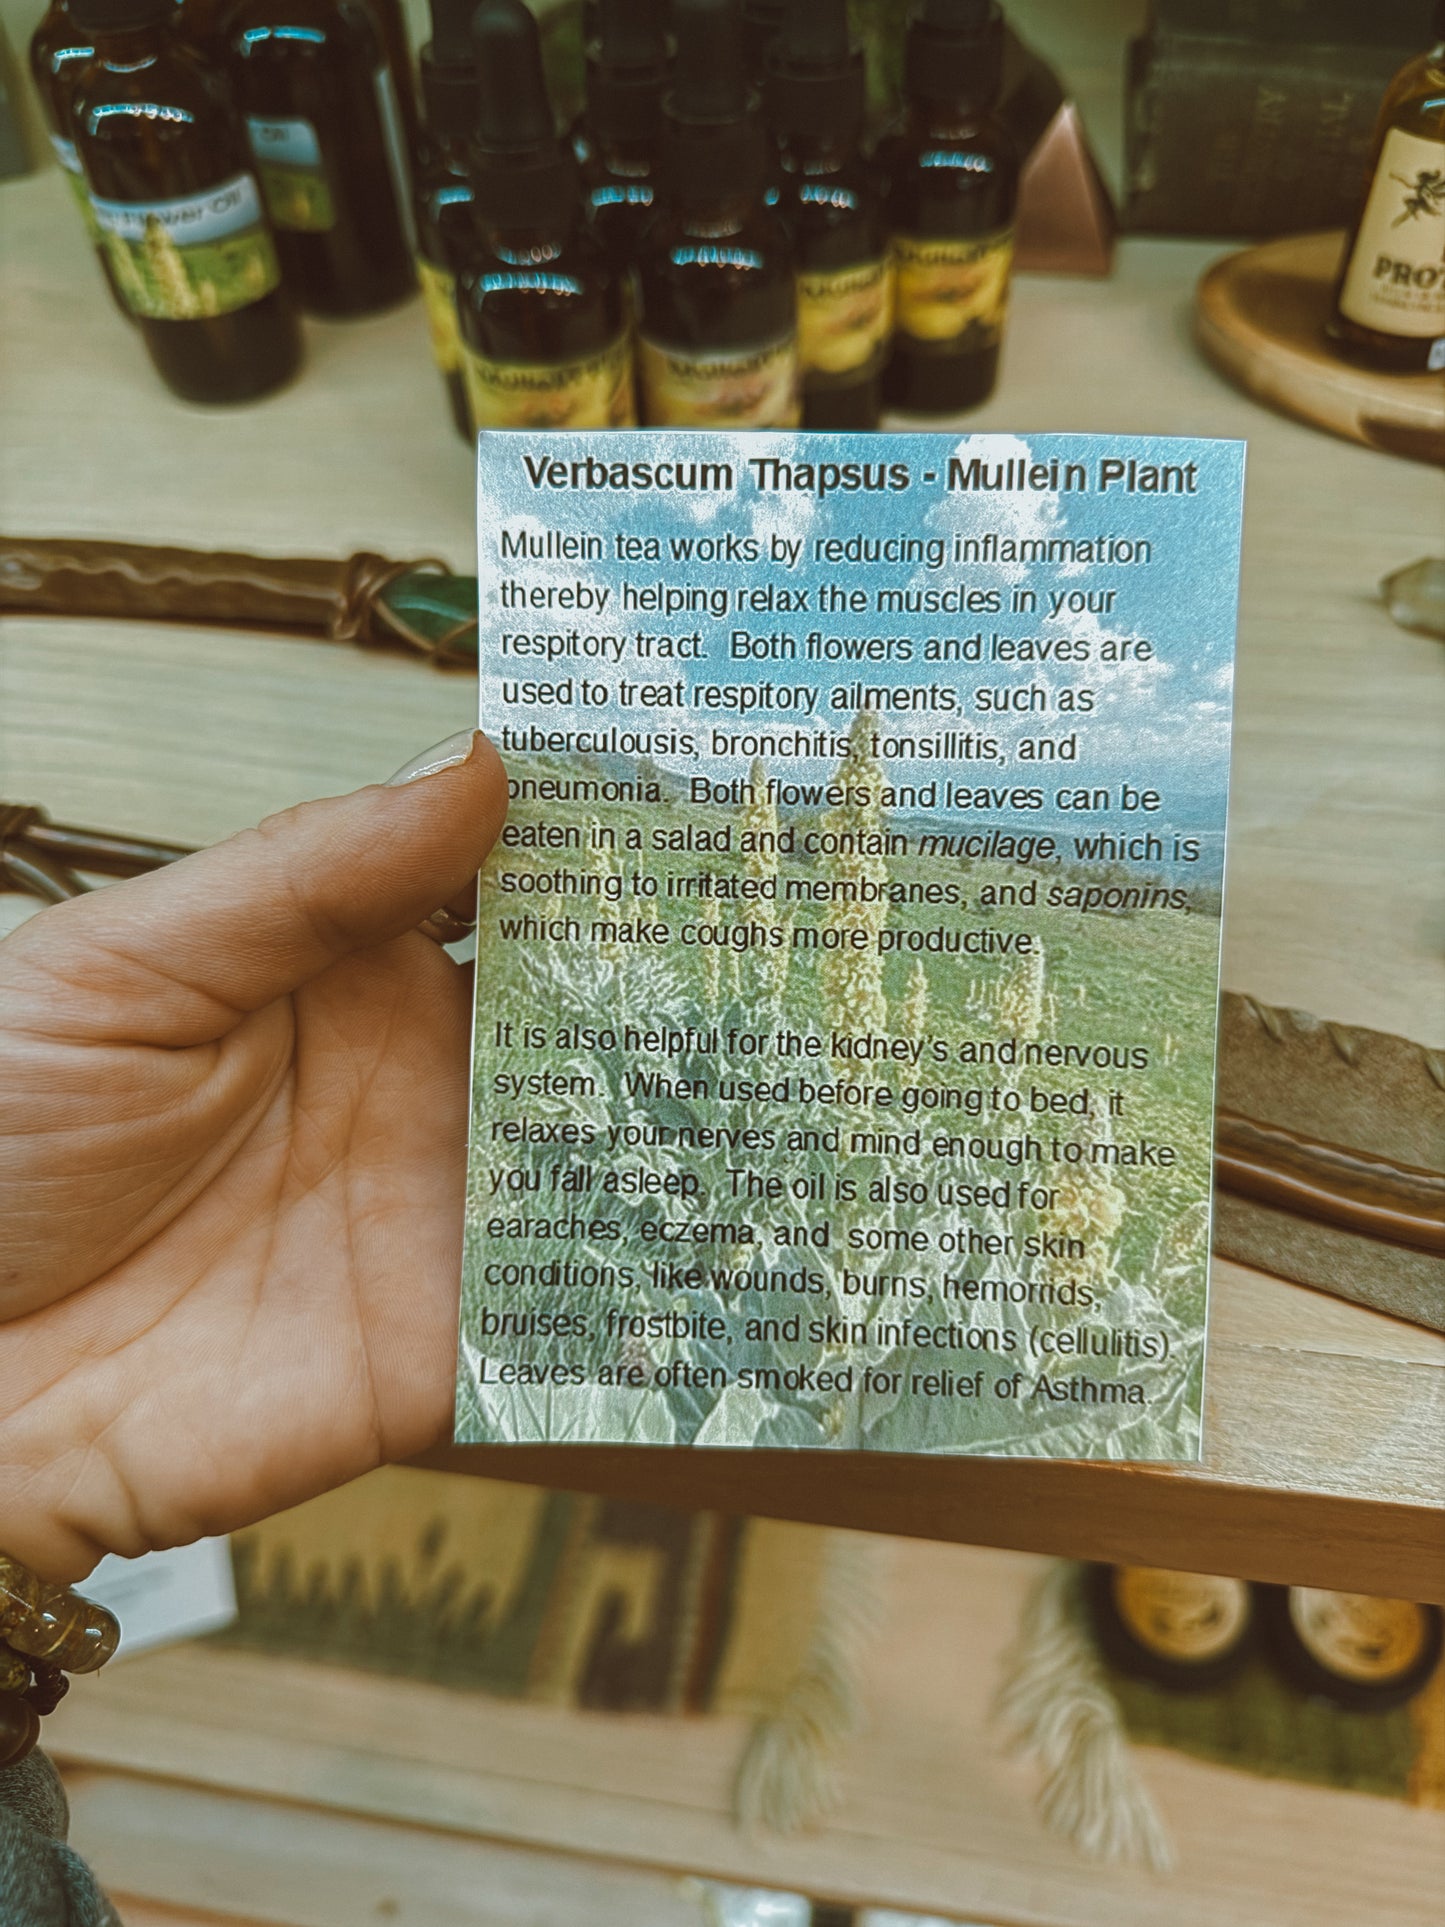 Flower Oil
Oil
PROT
Verbascum Thapsus - Mullein Plant
Mullein tea works by reducing inflammation
thereby helping relax the muscles in your
respitory tract. Both flowers and leaves are
used to treat respitory ailments, such as
tuberculousis, bronchitis, tonsillitis, and
pneumonia. Both flowers and leaves can be
eaten in a salad and contain mucilage, which is
soothing to irritated membranes, and saponins,
which make coughs more productive.
It is also helpful for the kidney's and nervous
system. When used before going to bed, it
relaxes your nerves and mind enough to make
you fall asleep. The oil is also used for
earaches, eczema, and some other skin
conditions, like wounds, burns, hemorrids,
bruises, frostbite, and skin infections (cellulitis).
Leaves are often smoked for relief of Asthma.